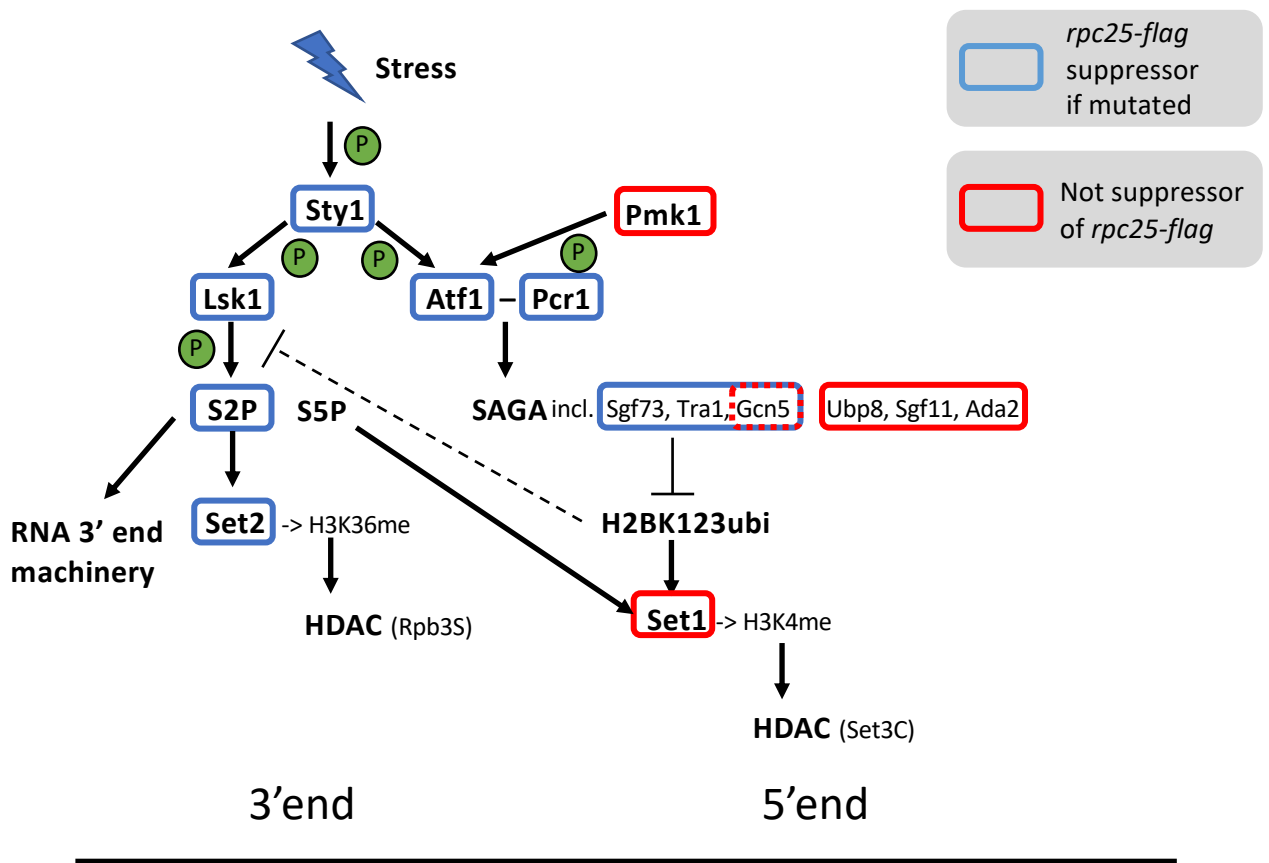 rpc25-flag
suppressor
if mutated
Not suppressor
of rpc25-flag
Stress
P
Sty1
Pmk1
P
P
P
Lsk1
Atf1 – Pcr1
P
S2P S5P
SAGA incl. Sgf73, Tra1, Gcn5 Ubp8, Sgf11, Ada2
Set2 -> H3K36me
H2BK123ubi
RNA 3’ end
machinery
HDAC (Rpb3S)
Set1 -> H3K4me
HDAC (Set3C)
3’end
5’end